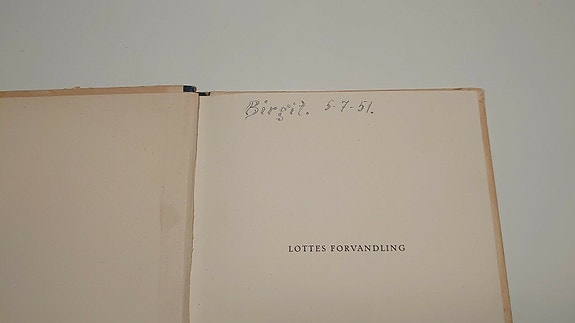 Birgit. 5-7-51.
LOTTES FORVANDLING